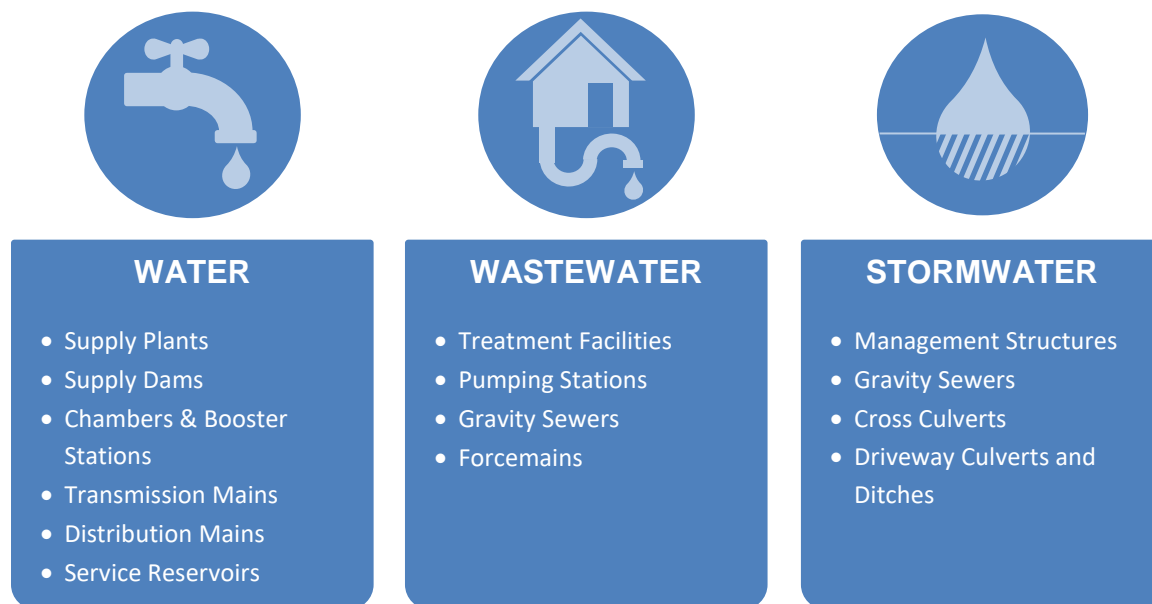 WATER
• Supply Plants
• Supply Dams
• Chambers & Booster
Stations
• Transmission Mains
• Distribution Mains
• Service Reservoirs
WASTEWATER
• Treatment Facilities
• Pumping Stations
• Gravity Sewers
• Forcemains
STORMWATER
• Management Structures
• Gravity Sewers
• Cross Culverts
• Driveway Culverts and
Ditches